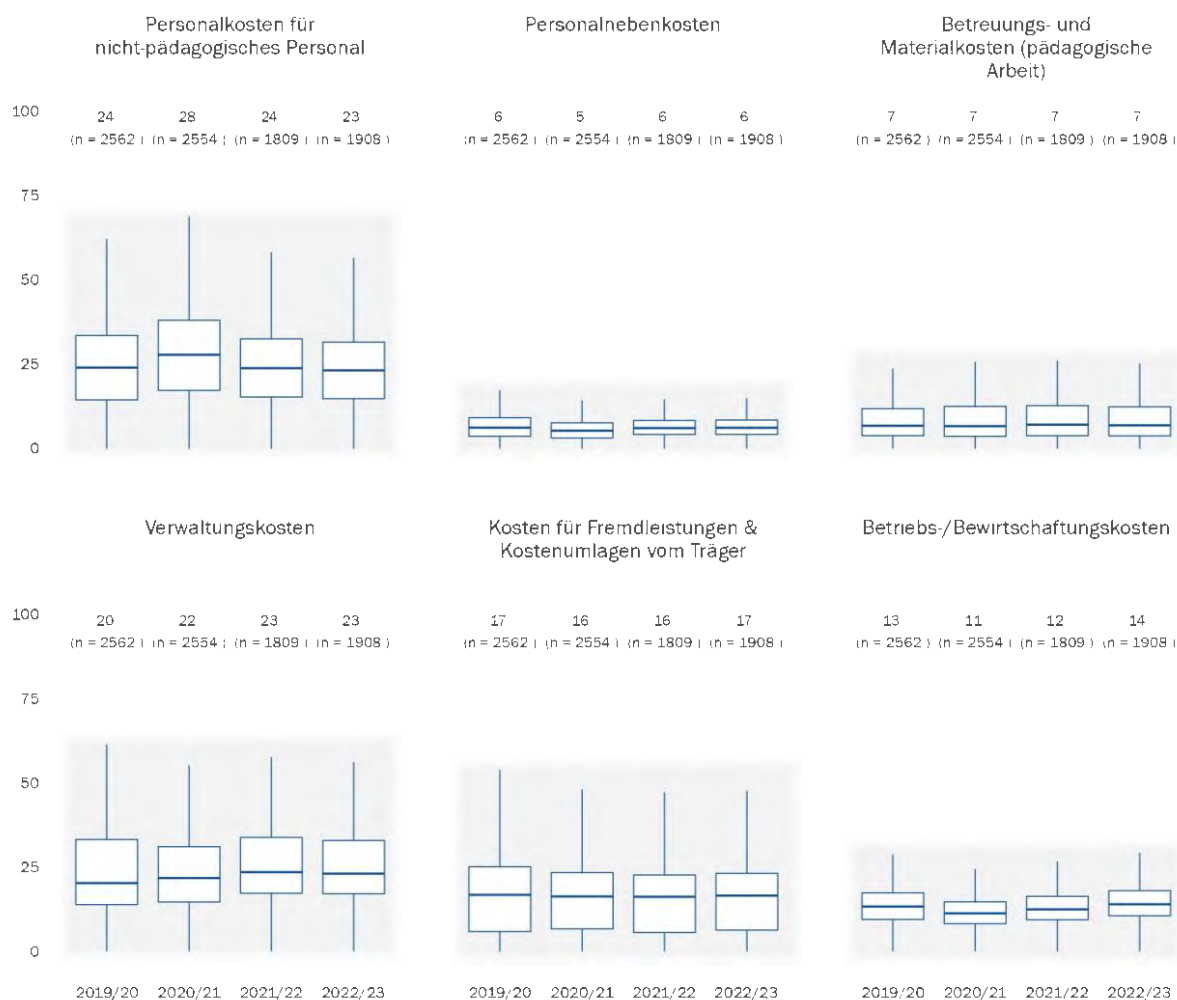 Personalkosten für
nicht-pädagogisches Personal
Personalnebenkosten
Betreuungs- und
Materialkosten (pädagogische
Arbeit)
100
24 28 24 23
(n = 2562) (n = 2554) (n = 1809) (n = 1908)
6 5 6 6
(n = 2562) (n = 2554) (n = 1809) (n = 1908)
7 7 7 7
(n = 2562) (n = 2554) (n = 1809) (n = 1908)
75
50
25
0
Verwaltungskosten
Kosten für Fremdleistungen &
Kostenumlagen vom Träger
Betriebs-/Bewirtschaftungskosten
100
20 22 23 23
(n = 2562) (n = 2554) (n = 1809) (n = 1908)
17 16 16 17
(n = 2562) (n = 2554) (n = 1809) (n = 1908)
13 11 12 14
(n = 2562) (n = 2554) (n = 1809) (n = 1908)
75
50
25
0
2019/20 2020/21 2021/22 2022/23
2019/20 2020/21 2021/22 2022/23
2019/20 2020/21 2021/22 2022/23